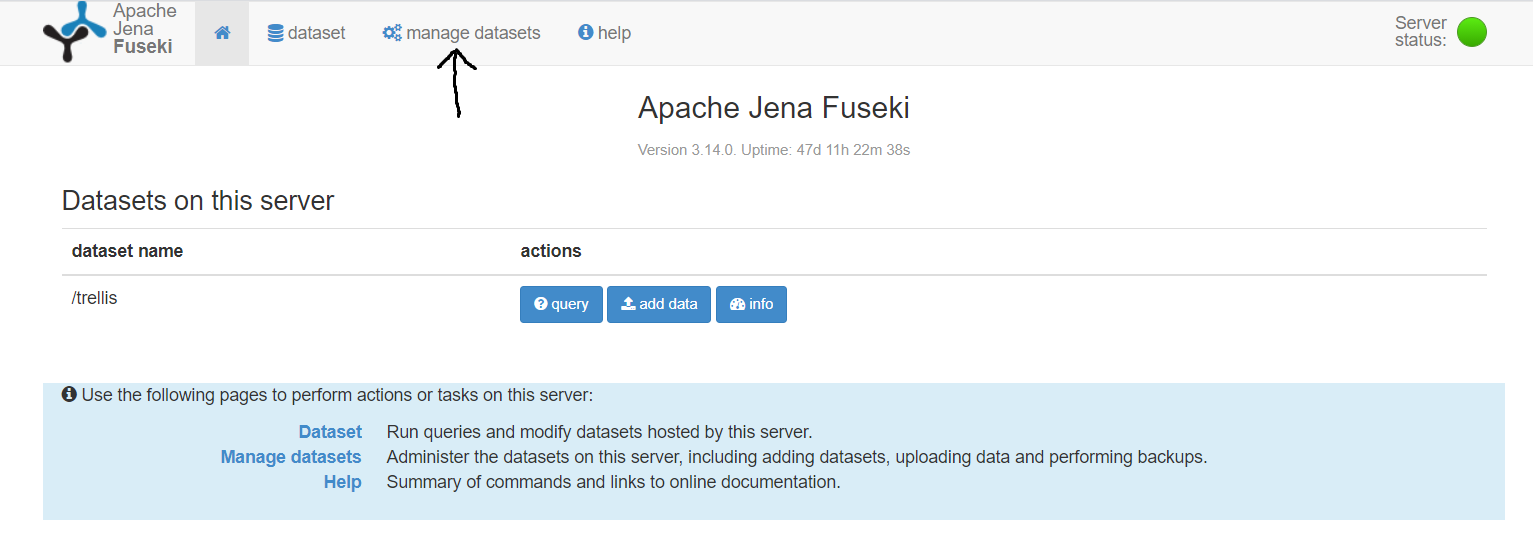 Apache
Jena
Fuseki
dataset
manage datasets
help
Server
status:
Apache Jena Fuseki
Version 3.14.0. Uptime: 47d 11h 22m 38s
Datasets on this server
dataset name actions
/trellis query add data info
Use the following pages to perform actions or tasks on this server:
Dataset Run queries and modify datasets hosted by this server.
Manage datasets Administer the datasets on this server, including adding datasets, uploading data and performing backups.
Help Summary of commands and links to online documentation.